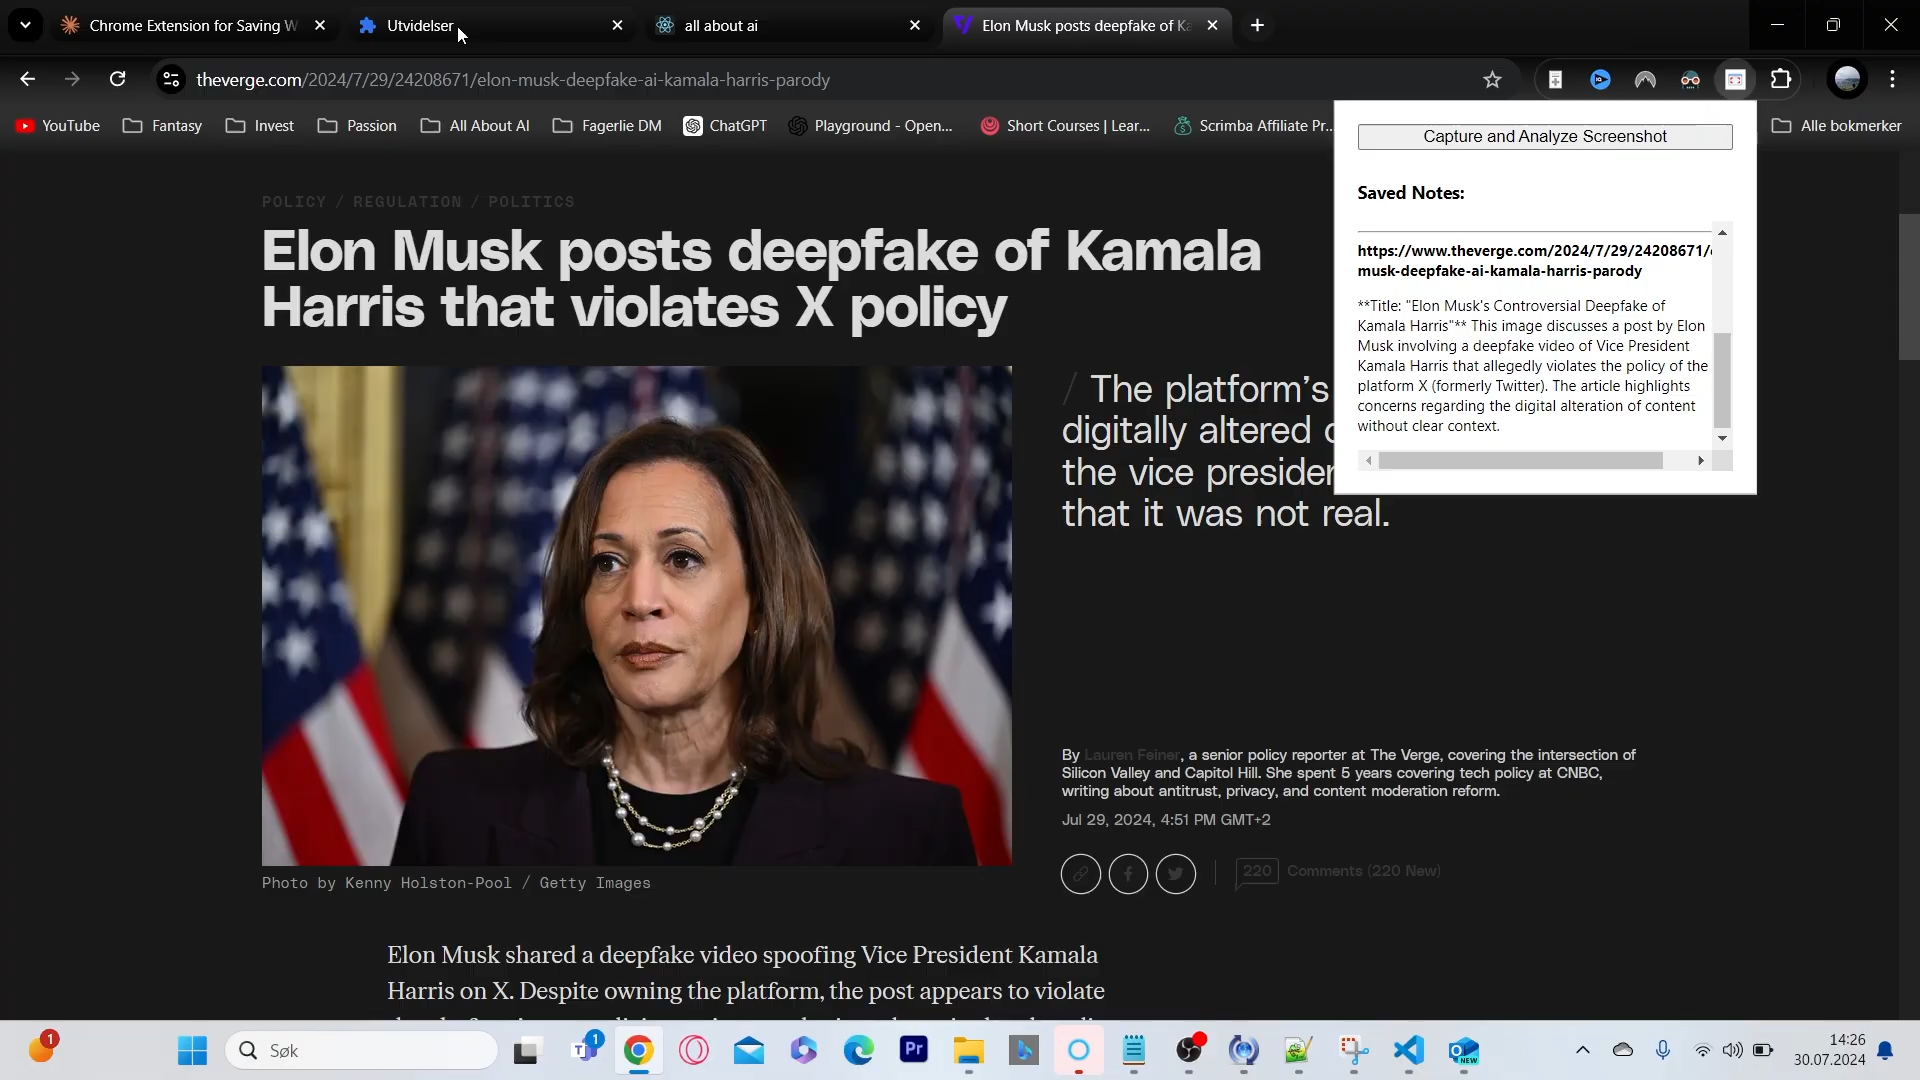 Chrome Extension for Saving W
Utvidelser
all about ai
Elon Musk posts deepfake of Ka
theverge.com/2024/7/29/24208671/elon-musk-deepfake-ai-kamala-harris-parody
YouTube
Fantasy
Invest
Passion
All About AI
Fagerlie DM
ChatGPT
Playground - Open...
Short Courses | Lear...
Scrimba Affiliate Pr...
Alle bokmerker
Capture and Analyze Screenshot
Saved Notes:
https://www.theverge.com/2024/7/29/24208671/
musk-deepfake-ai-kamala-harris-parody
**Title: "Elon Musk's Controversial Deepfake of
Kamala Harris"** This image discusses a post by Elon
Musk involving a deepfake video of Vice President
Kamala Harris that allegedly violates the policy of the
platform X (formerly Twitter). The article highlights
concerns regarding the digital alteration of content
without clear context.
POLICY / REGULATION / POLITICS
Elon Musk posts deepfake of Kamala
Harris that violates X policy
/ The platform's
digitally altered
the vice presider
that it was not real.
By Lauren Feiner, a senior policy reporter at The Verge, covering the intersection of
Silicon Valley and Capitol Hill. She spent 5 years covering tech policy at CNBC,
writing about antitrust, privacy, and content moderation reform.
Jul 29, 2024, 4:51 PM GMT+2
220
Comments (220 New)
Photo by Kenny Holston-Pool / Getty Images
Elon Musk shared a deepfake video spoofing Vice President Kamala
Harris on X. Despite owning the platform, the post appears to violate
1
Søk
1
Pr
NEW
14:26
30.07.2024